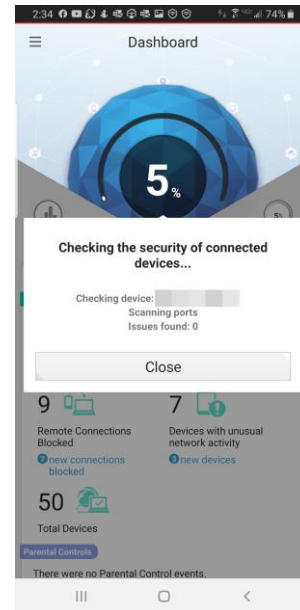 2:34
74%
Dashboard
5%
5%
Checking the security of connected
devices...
Checking device:
Scanning ports
Issues found: 0
Close
9
7
Remote Connections
Blocked
Devices with unusual
network activity
7 new connections
blocked
new devices
50
Total Devices
Parental Controls
There were no Parental Control events.